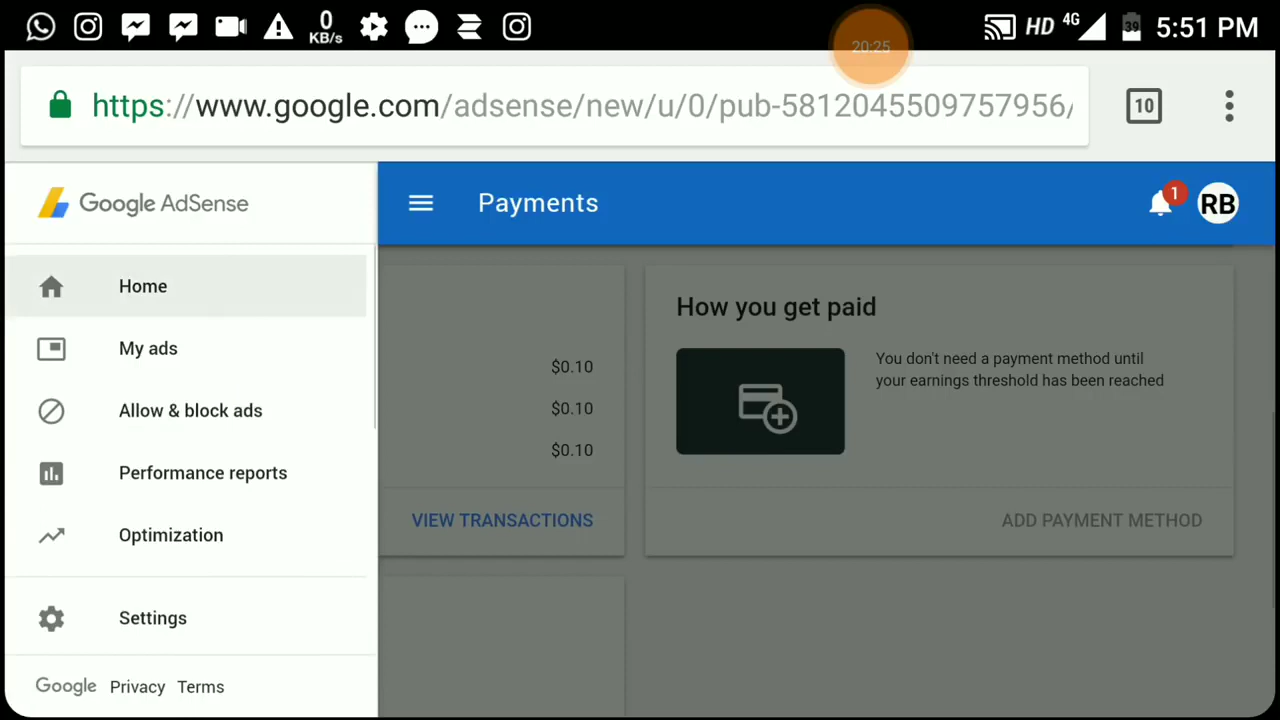 0
KB/s
20:25
HD 4G 39 5:51 PM
https://www.google.com/adsense/new/u/0/pub-5812045509757956/
10
Google AdSense
Payments
1
RB
Home
My ads
Allow & block ads
Performance reports
Optimization
Settings
Google Privacy Terms
$0.10
$0.10
$0.10
VIEW TRANSACTIONS
How you get paid
You don't need a payment method until
your earnings threshold has been reached
ADD PAYMENT METHOD